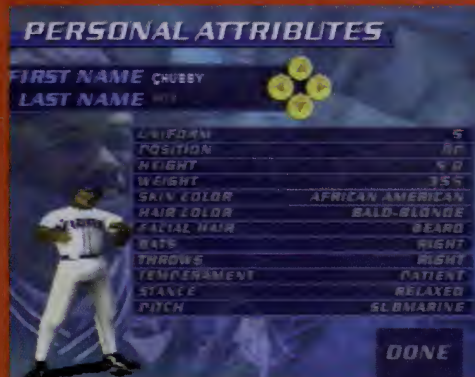 PERSONAL ATTRIBUTES
FIRST NAME CHUBBY
LAST NAME
UNIFORM 5
POSITION
HEIGHT
WEIGHT 355
SKIN COLOR AFRICAN AMERICAN
HAIR COLOR BALD-BLONDE
FACIAL HAIR BEARD
BATS RIGHT
THROWS RIGHT
TEMPERAMENT PATIENT
STANCE RELAXED
PITCH SUBMARINE
DONE